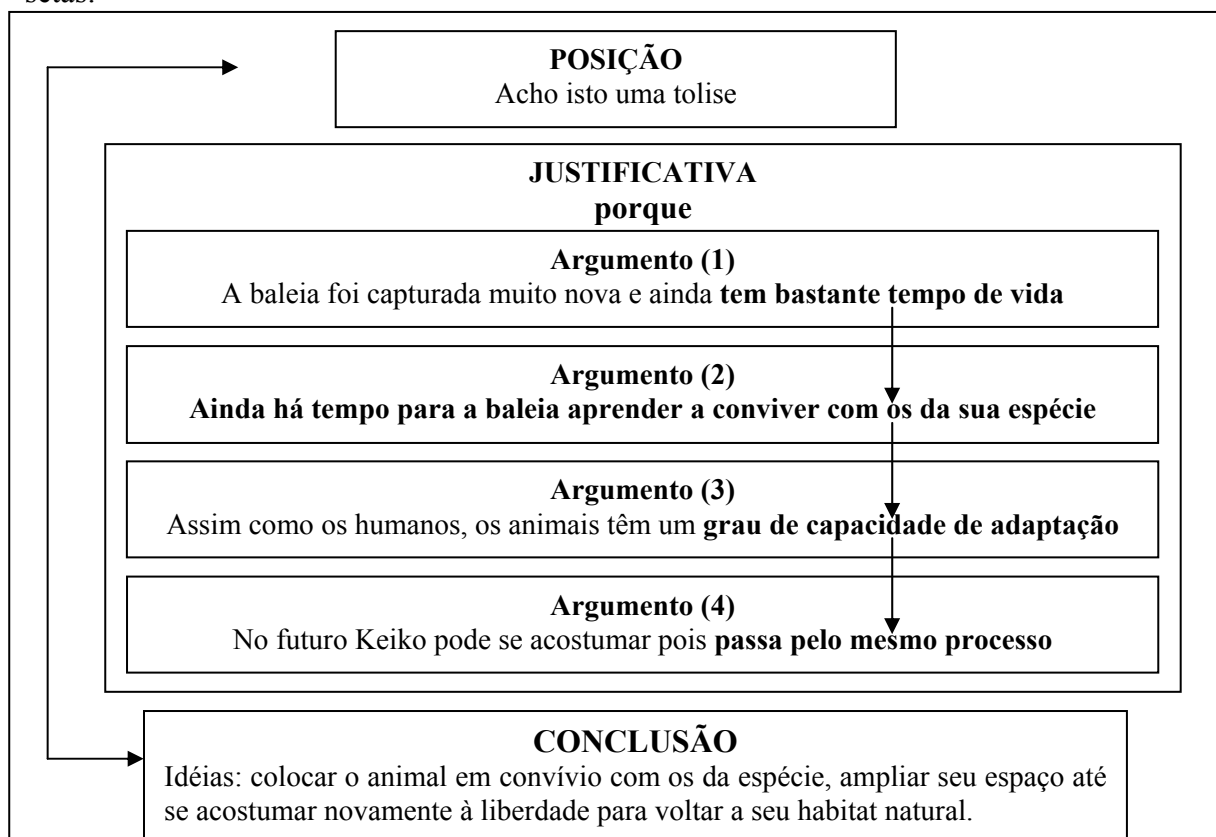 setas:
POSIÇÃO
Acho isto uma tolise
JUSTIFICATIVA
porque
Argumento (1)
A baleia foi capturada muito nova e ainda tem bastante tempo de vida
Argumento (2)
Ainda há tempo para a baleia aprender a conviver com os da sua espécie
Argumento (3)
Assim como os humanos, os animais têm um grau de capacidade de adaptação
Argumento (4)
No futuro Keiko pode se acostumar pois passa pelo mesmo processo
CONCLUSÃO
Idéias: colocar o animal em convívio com os da espécie, ampliar seu espaço até
se acostumar novamente à liberdade para voltar a seu habitat natural.